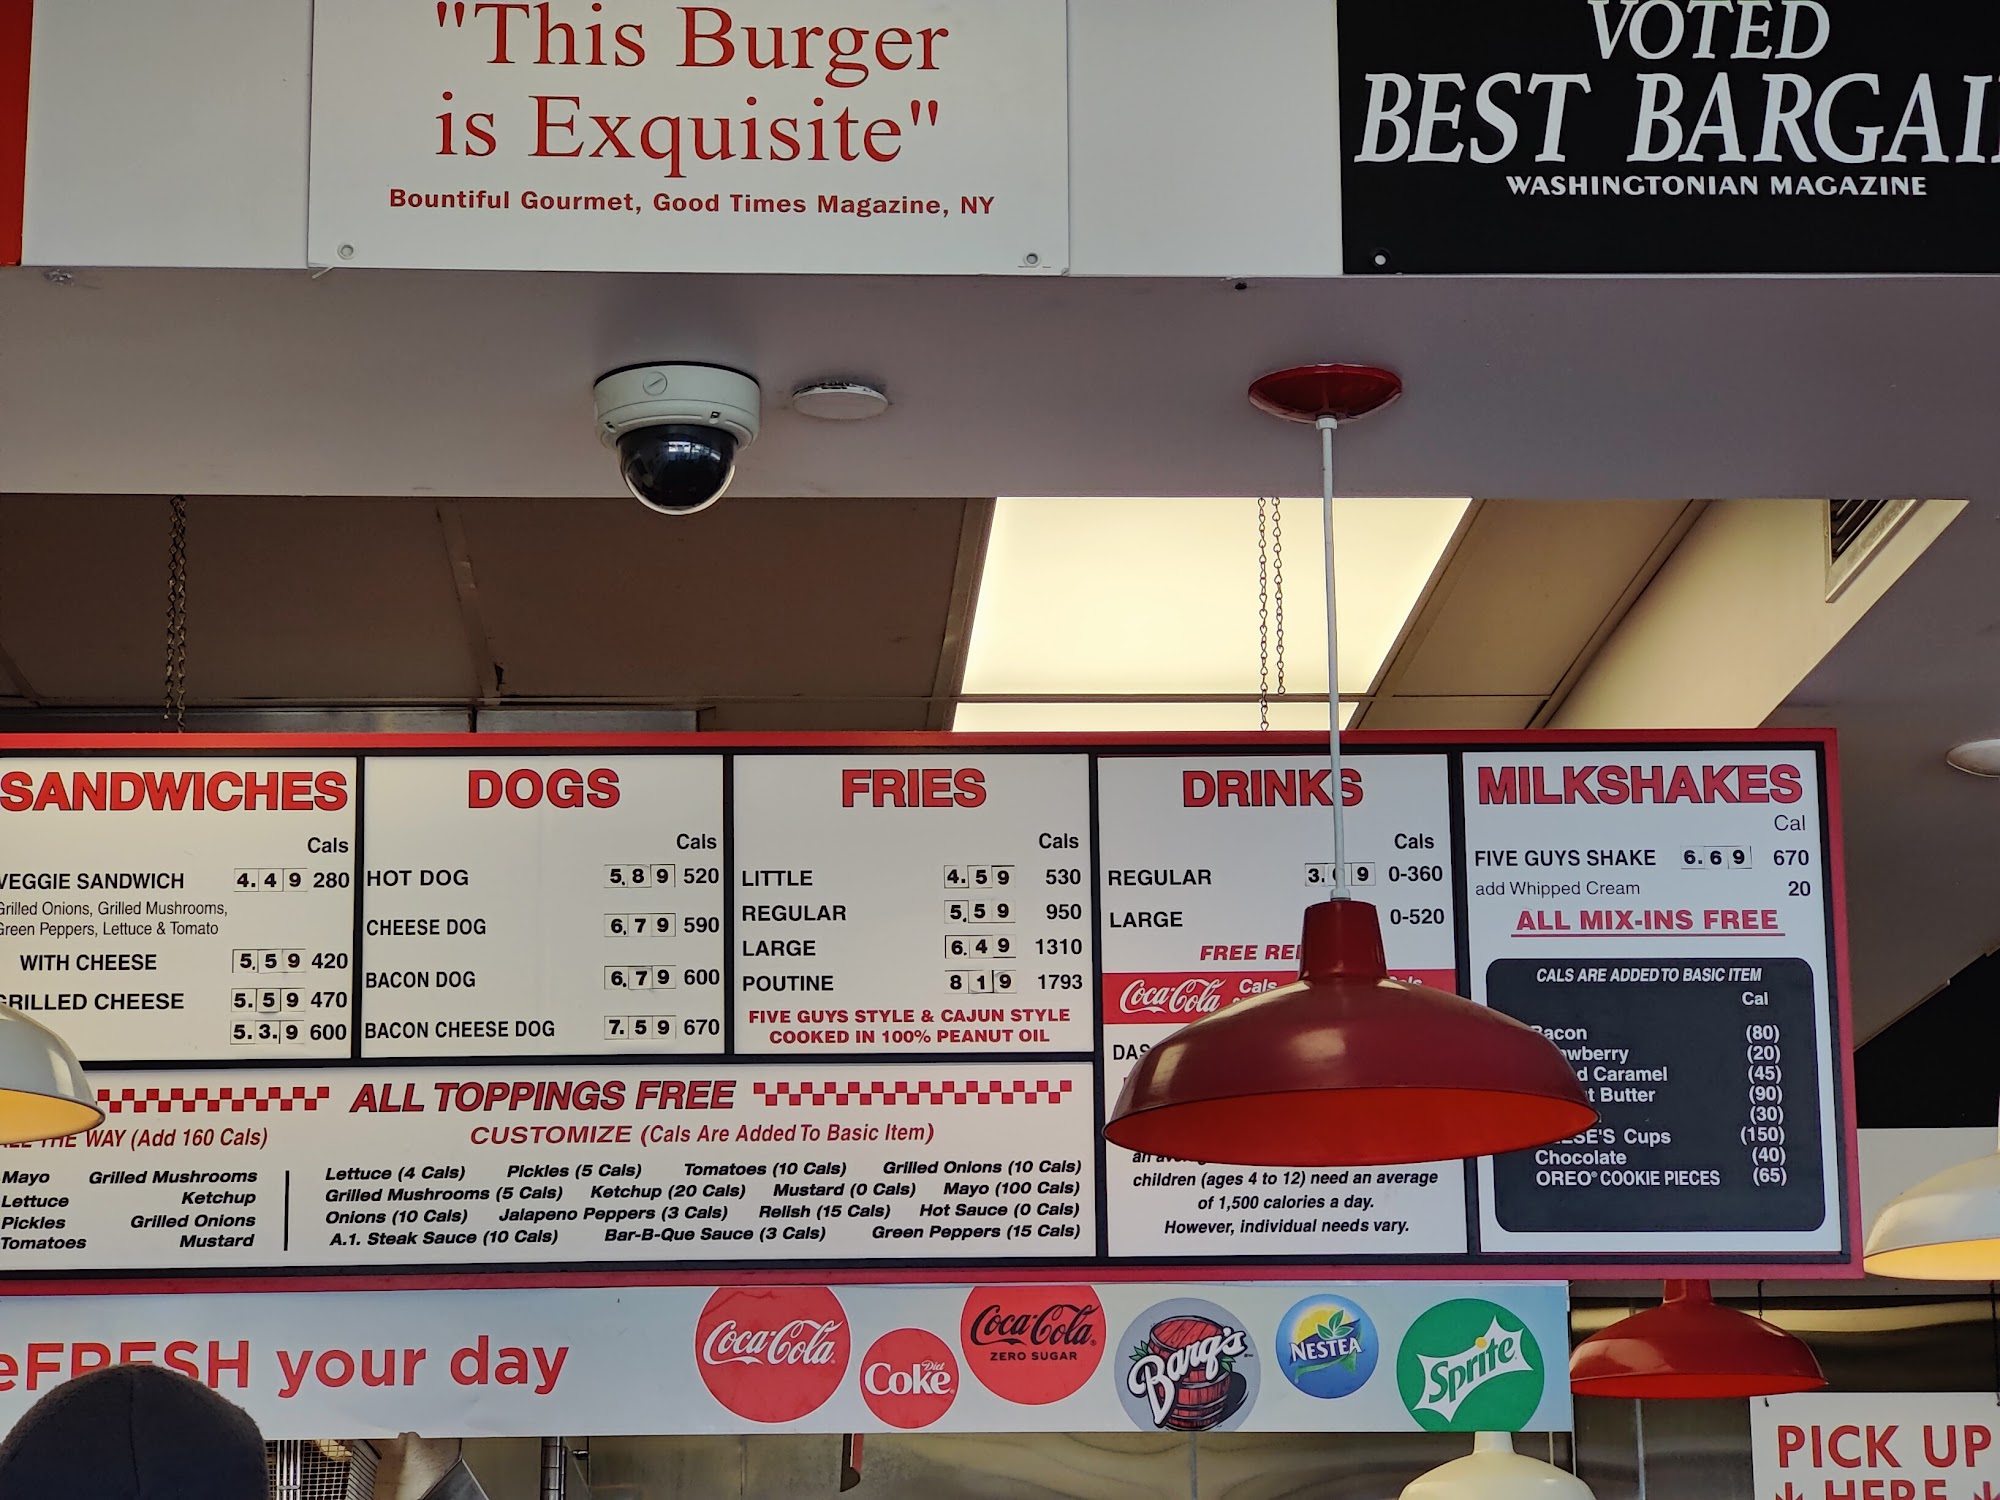 "This Burger
is Exquisite"
Bountiful Gourmet, Good Times Magazine, NY
VOTED
BEST BARGAI
WASHINGTONIAN MAGAZINE
SANDWICHES
Cals
VEGGIE SANDWICH 4.49 280
Grilled Onions, Grilled Mushrooms,
Green Peppers, Lettuce & Tomato
WITH CHEESE 5.59 420
GRILLED CHEESE 5.59 470
5.39 600
DOGS
Cals
HOT DOG 5.89 520
CHEESE DOG 6.79 590
BACON DOG 6.79 600
BACON CHEESE DOG 7.59 670
FRIES
Cals
LITTLE 4.59 530
REGULAR 5.59 950
LARGE 6.49 1310
POUTINE 8 19 1793
FIVE GUYS STYLE & CAJUN STYLE
COOKED IN 100% PEANUT OIL
DRINKS
Cals
REGULAR 0-360
LARGE 0-520
FREE
Coca-Cola Cals
children (ages 4 to 12) need an average
of 1,500 calories a day.
However, individual needs vary.
MILKSHAKES
Cal
FIVE GUYS SHAKE 6.69 670
add Whipped Cream 20
ALL MIX-INS FREE
CALS ARE ADDED TO BASIC ITEM
Cal
Bacon (80)
(20)
Caramel (45)
Butter (90)
(30)
Cups (150)
Chocolate (40)
OREO® COOKIE PIECES (65)
ALL TOPPINGS FREE
THE WAY (Add 160 Cals)
Mayo Grilled Mushrooms
Lettuce Ketchup
Pickles Grilled Onions
Tomatoes Mustard
CUSTOMIZE (Cals Are Added To Basic Item)
Lettuce (4 Cals) Pickles (5 Cals) Tomatoes (10 Cals) Grilled Onions (10 Cals)
Grilled Mushrooms (5 Cals) Ketchup (20 Cals) Mustard (0 Cals) Mayo (100 Cals)
Onions (10 Cals) Jalapeno Peppers (3 Cals) Relish (15 Cals) Hot Sauce (0 Cals)
A.1. Steak Sauce (10 Cals) Bar-B-Que Sauce (3 Cals) Green Peppers (15 Cals)
eFRESH your day
Coca-Cola
Diet
Coke
Coca-Cola
ZERO SUGAR
Barq's
NESTEA
Sprite
PICK UP
HERE